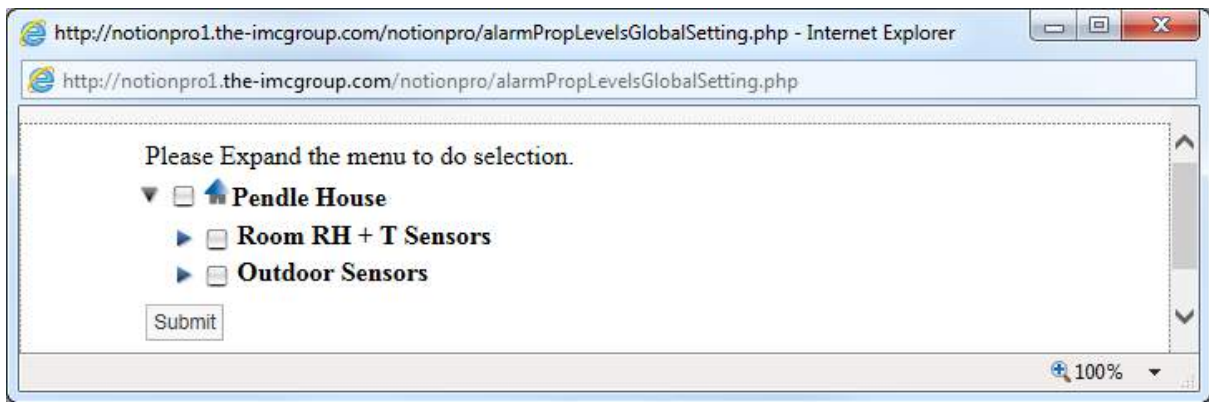 http://notionpro1.the-imcgroup.com/notionpro/alarmPropLevelsGlobalSetting.php - Internet Explorer
http://notionpro1.the-imcgroup.com/notionpro/alarmPropLevelsGlobalSetting.php
Please Expand the menu to do selection.
Pendle House
Room RH + T Sensors
Outdoor Sensors
Submit
100%